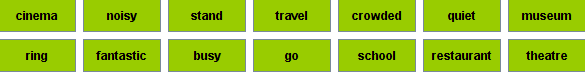 cinema noisy stand travel crowded quiet museum
ring fantastic busy go school restaurant theatre